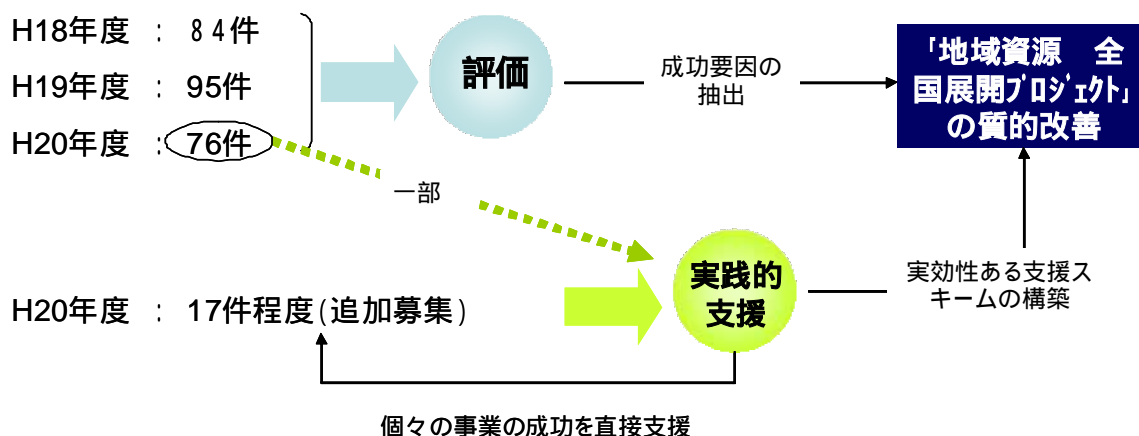 H18年度 : 84件
H19年度 : 95件
H20年度 : 76件
評価
成功要因の
抽出
「地域資源 全
国展開ﾌﾟﾛｼﾞｪｸﾄ」
の質的改善
一部
H20年度 : 17件程度(追加募集)
実践的
支援
実効性ある支援ス
キームの構築
個々の事業の成功を直接支援